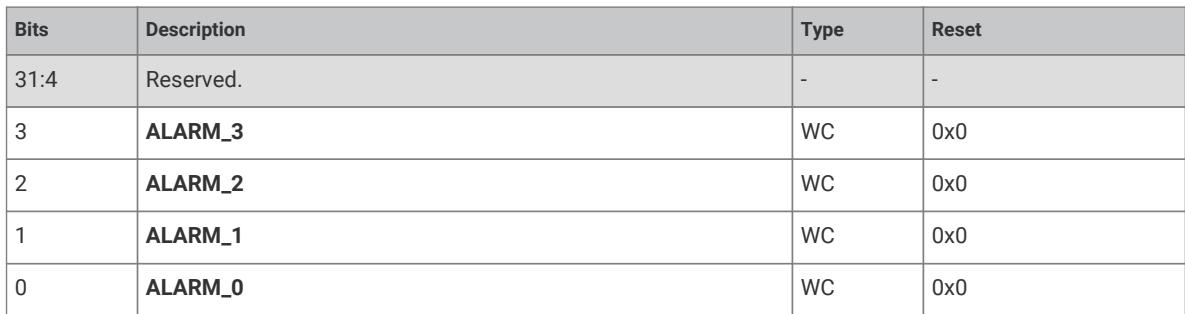 Bits Description Type Reset
31:4 Reserved. - -
3 ALARM_3 WC 0x0
2 ALARM_2 WC 0x0
1 ALARM_1 WC 0x0
0 ALARM_0 WC 0x0